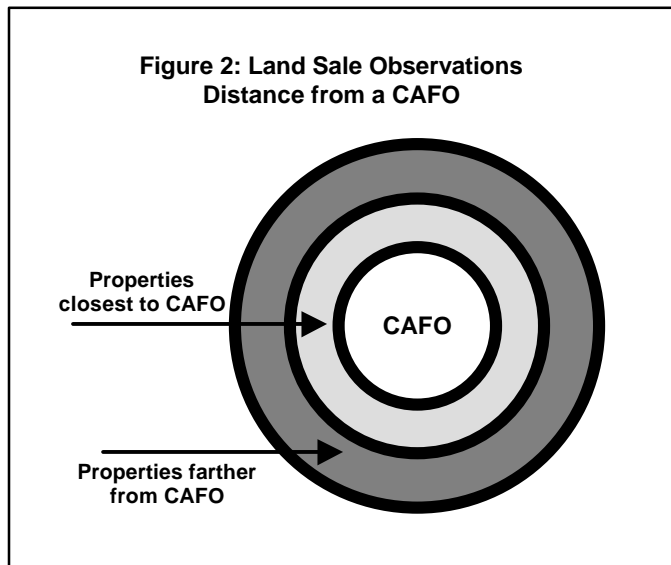 Figure 2: Land Sale Observations
Distance from a CAFO
Properties
closest to CAFO
CAFO
Properties farther
from CAFO